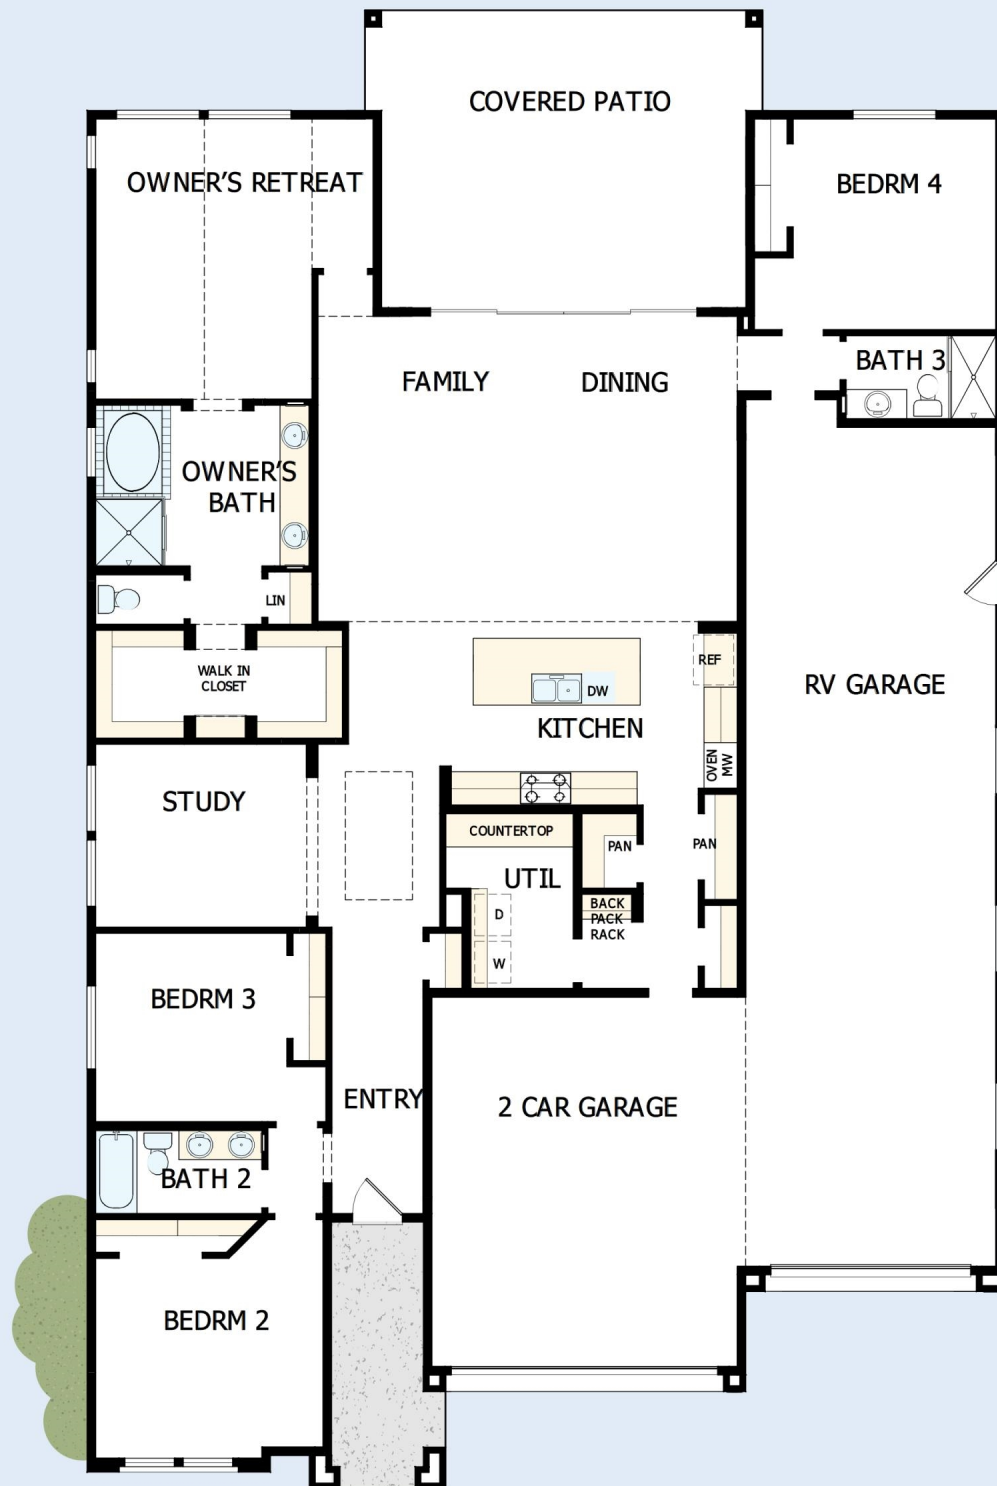 COVERED PATIO
OWNER'S RETREAT
BEDRM 4
BATH 3
FAMILY
DINING
OWNER'S
BATH
LIN
WALK IN
CLOSET
REF
DW
KITCHEN
RV GARAGE
OVEN
MW
STUDY
COUNTERTOP
PAN
PAN
UTIL
D
BACK
PACK
RACK
W
BEDRM 3
ENTRY
2 CAR GARAGE
BATH 2
BEDRM 2